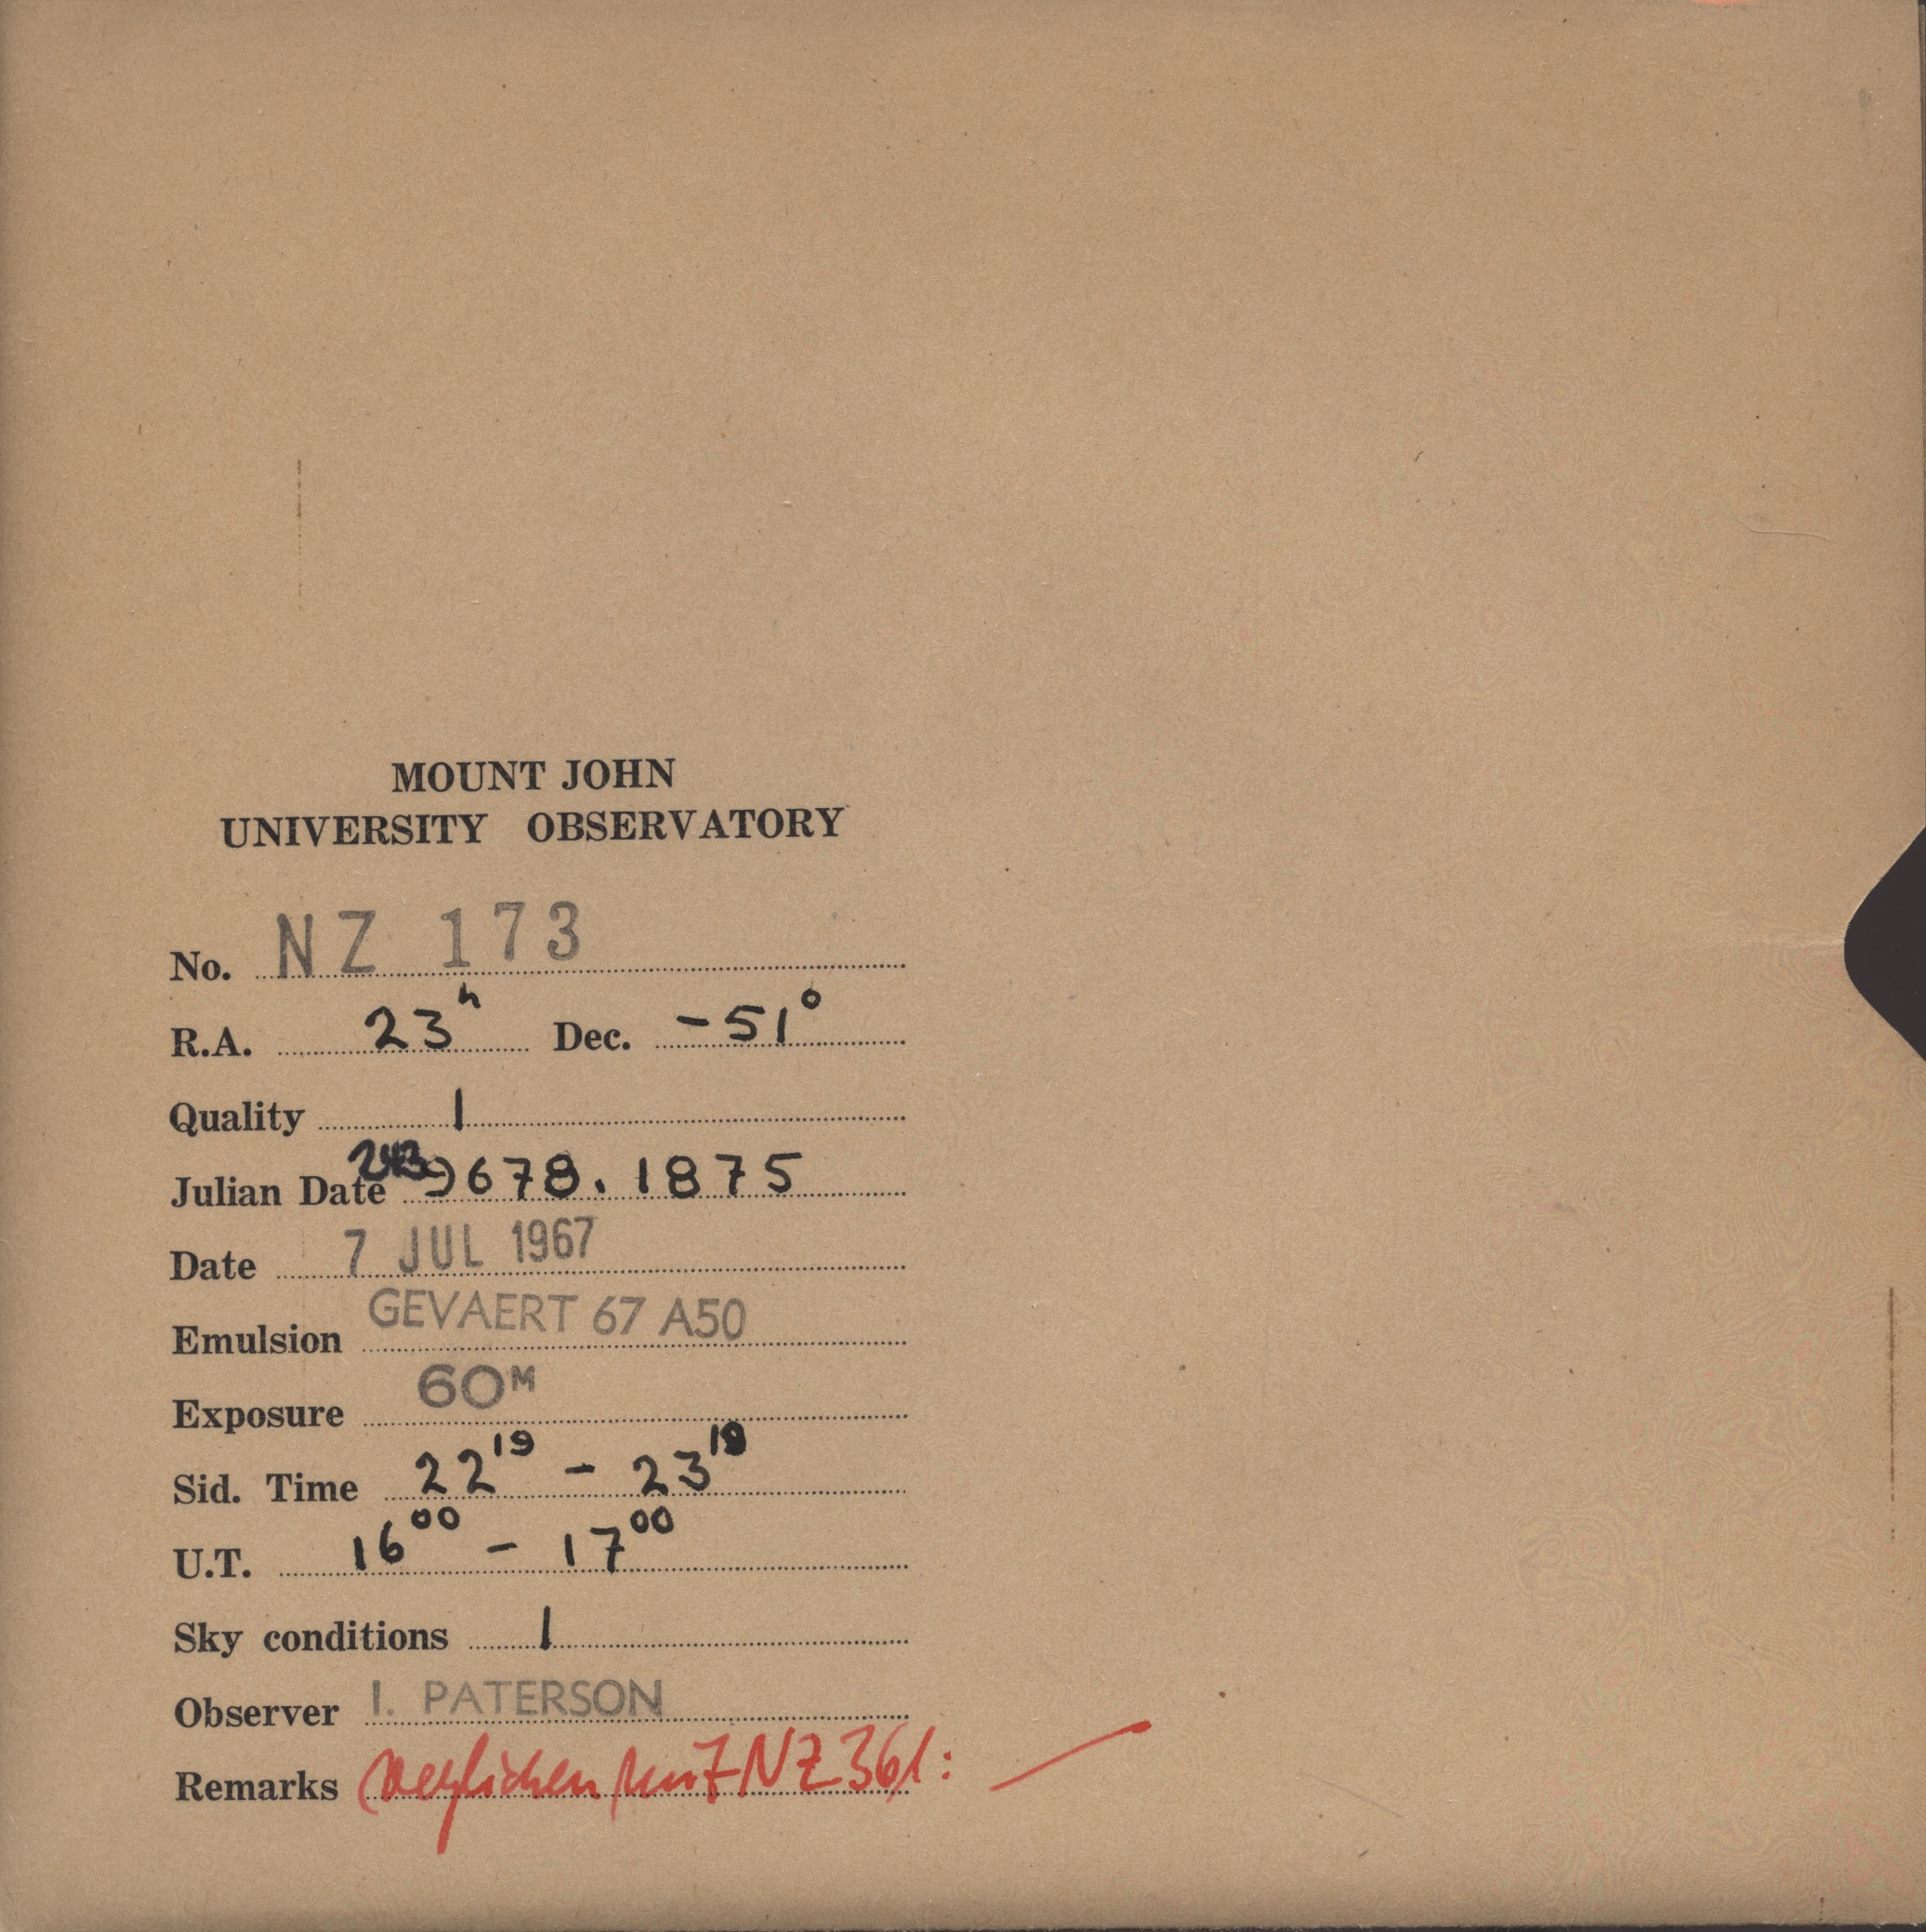 MOUNT JOHN
UNIVERSITY OBSERVATORY
No. NZ 173
R.A. 23h Dec. -51°
Quality 1
Julian Date 2439678.1875
Date 7 JUL 1967
Emulsion GEVAERT 67 A50
Exposure 60M
Sid. Time 22 19 - 23 19
U.T. 16 00 - 17 00
Sky conditions 1
Observer I. PATERSON
Remarks NZ 361: —